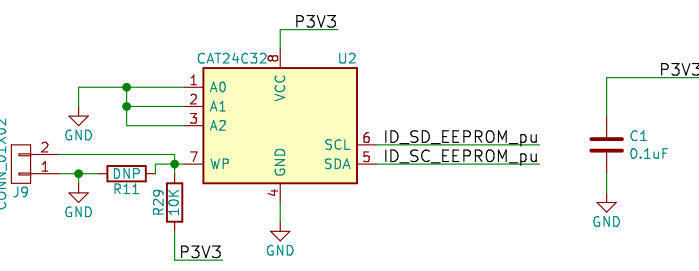 P3V3
CAT24C32
U2
8
VCC
P3V3
1
A0
2
A1
3
A2
GND
CONN_01X02
2
1
J9
7
WP
DNP
R11
GND
R29
10K
P3V3
GND
4
GND
SCL
6
ID_SD_EEPROM_pu
SDA
5
ID_SC_EEPROM_pu
C1
0.1uF
GND